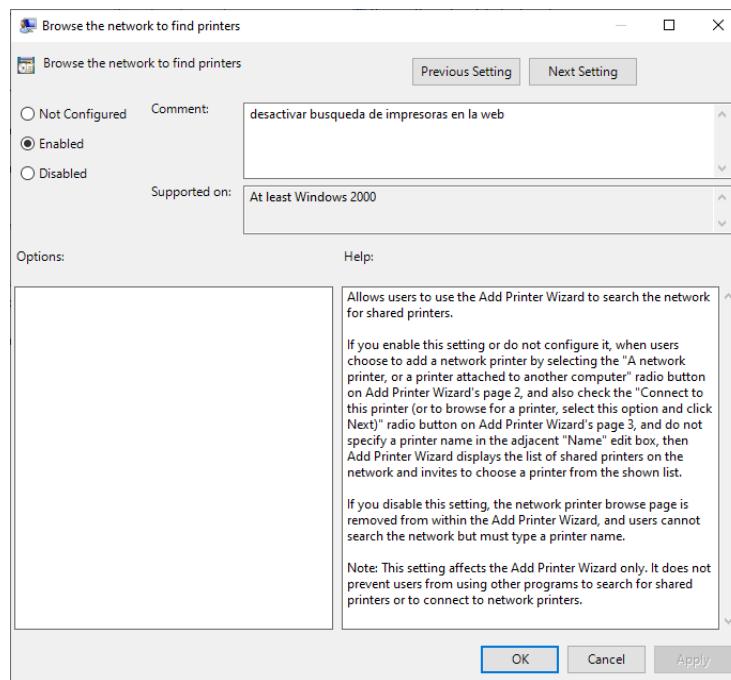 Browse the network to find printers
Browse the network to find printers
Previous Setting
Next Setting
Not Configured
Enabled
Disabled
Comment:
desactivar busqueda de impresoras en la web
Supported on:
At least Windows 2000
Options:
Help:
Allows users to use the Add Printer Wizard to search the network
for shared printers.
If you enable this setting or do not configure it, when users
choose to add a network printer by selecting the "A network
printer, or a printer attached to another computer" radio button
on Add Printer Wizard's page 2, and also check the "Connect to
this printer (or to browse for a printer, select this option and click
Next)" radio button on Add Printer Wizard's page 3, and do not
specify a printer name in the adjacent "Name" edit box, then
Add Printer Wizard displays the list of shared printers on the
network and invites to choose a printer from the shown list.
If you disable this setting, the network printer browse page is
removed from within the Add Printer Wizard, and users cannot
search the network but must type a printer name.
Note: This setting affects the Add Printer Wizard only. It does not
prevent users from using other programs to search for shared
printers or to connect to network printers.
OK
Cancel
Apply